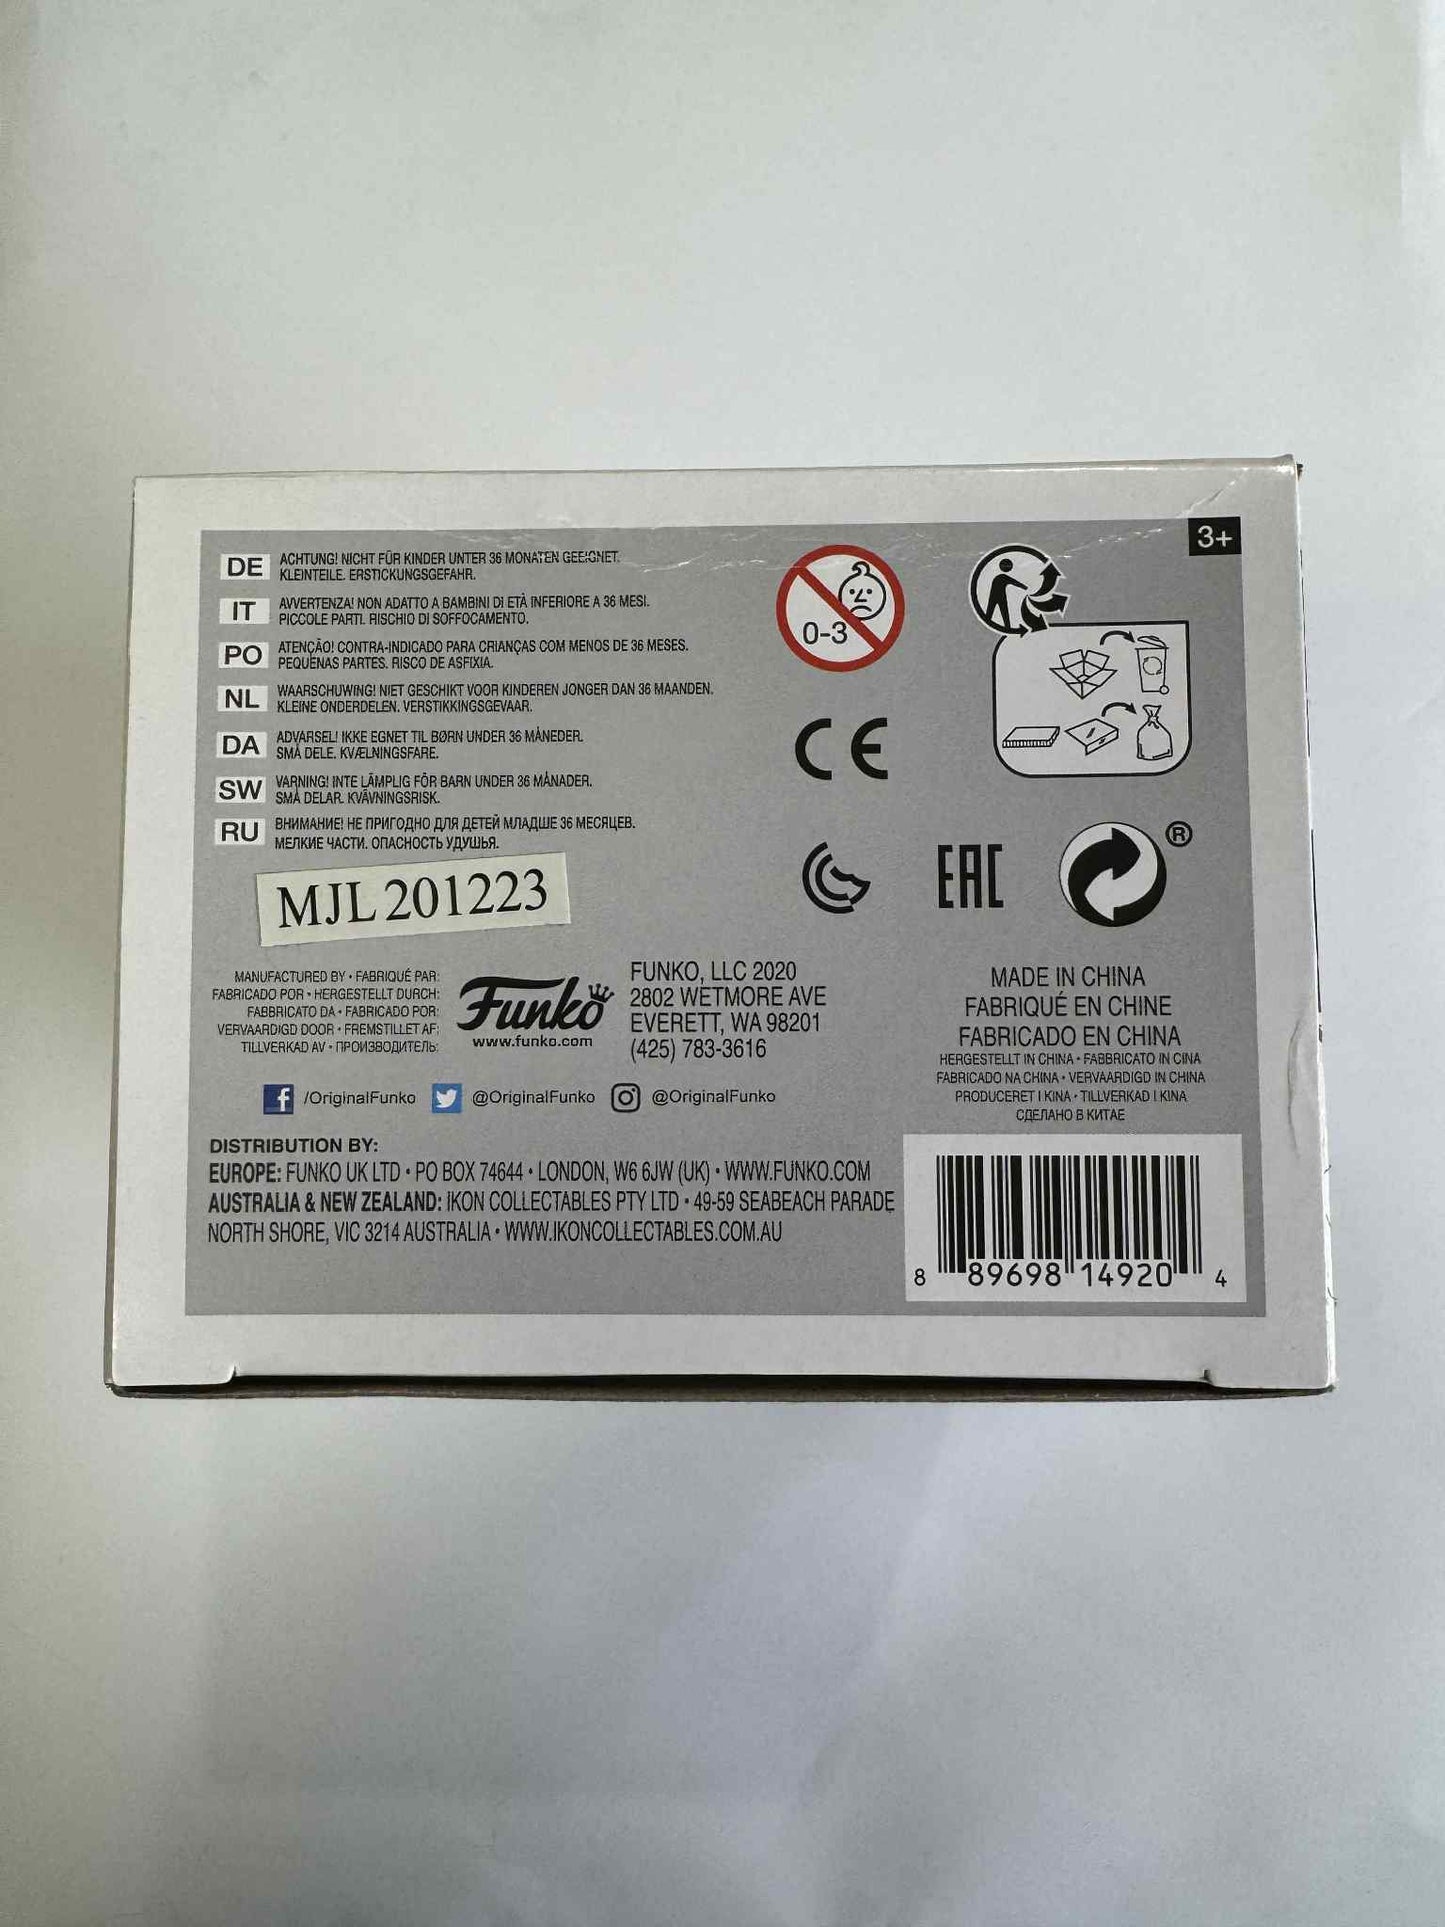 3+
DE ACHTUNG! NICHT FÜR KINDER UNTER 36 MONATEN GEEIGNET.
KLEINTEILE. ERSTICKUNGSGEFAHR.
IT AVVERTENZA! NON ADATTO A BAMBINI DI ETÀ INFERIORE A 36 MESI.
PICCOLE PARTI. RISCHIO DI SOFFOCAMENTO.
PO ATENÇÃO! CONTRA-INDICADO PARA CRIANÇAS COM MENOS DE 36 MESES.
PEQUENAS PARTES. RISCO DE ASFIXIA.
NL WAARSCHUWING! NIET GESCHIKT VOOR KINDEREN JONGER DAN 36 MAANDEN.
KLEINE ONDERDELEN. VERSTIKKINGSGEVAAR.
DA ADVARSEL! IKKE EGNET TIL BØRN UNDER 36 MÅNEDER.
SMÅ DELE. KVÆLNINGSFARE.
SW VARNING! INTE LÄMPLIG FÖR BARN UNDER 36 MÅNADER.
SMÅ DELAR. KVÄVNINGSRISK.
RU ВНИМАНИЕ! НЕ ПРИГОДНО ДЛЯ ДЕТЕЙ МЛАДШЕ 36 МЕСЯЦЕВ.
МЕЛКИЕ ЧАСТИ. ОПАСНОСТЬ УДУШЬЯ.
0-3
CE
EAC
®
MJL201223
MANUFACTURED BY • FABRIQUÉ PAR:
FABRICADO POR • HERGESTELLT DURCH:
FABBRICATO DA • FABRICADO POR:
VERVAARDIGD DOOR • FREMSTILLET AF:
TILLVERKAD AV • ПРОИЗВОДИТЕЛЬ:
Funko
www.funko.com
FUNKO, LLC 2020
2802 WETMORE AVE
EVERETT, WA 98201
(425) 783-3616
MADE IN CHINA
FABRIQUÉ EN CHINE
FABRICADO EN CHINA
HERGESTELLT IN CHINA • FABBRICATO IN CINA
FABRICADO NA CHINA • VERVAARDIGD IN CHINA
PRODUCERET I KINA • TILLVERKAD I KINA
СДЕЛАНО В КИТАЕ
f /OriginalFunko @OriginalFunko @OriginalFunko
DISTRIBUTION BY:
EUROPE: FUNKO UK LTD • PO BOX 74644 • LONDON, W6 6JW (UK) • WWW.FUNKO.COM
AUSTRALIA & NEW ZEALAND: IKON COLLECTABLES PTY LTD • 49-59 SEABEACH PARADE
NORTH SHORE, VIC 3214 AUSTRALIA • WWW.IKONCOLLECTABLES.COM.AU
8 89698 14920 4